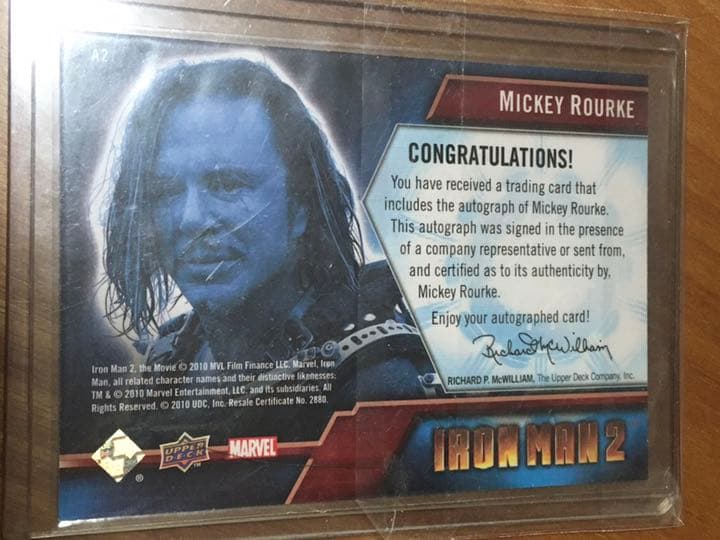 A2
MICKEY ROURKE
CONGRATULATIONS!
You have received a trading card that
includes the autograph of Mickey Rourke.
This autograph was signed in the presence
of a company representative or sent from,
and certified as to its authenticity by,
Mickey Rourke.
Enjoy your autographed card!
Richard P. McWilliam
RICHARD P. McWILLIAM, The Upper Deck Company, Inc.
Iron Man 2, the Movie © 2010 MVL Film Finance LLC. Marvel, Iron
Man, all related character names and their distinctive likenesses:
TM & © 2010 Marvel Entertainment, LLC. and its subsidiaries. All
Rights Reserved. © 2010 UDC, Inc. Resale Certificate No. 2880.
®
UPPER
DECK
TM
MARVEL
IRON MAN 2